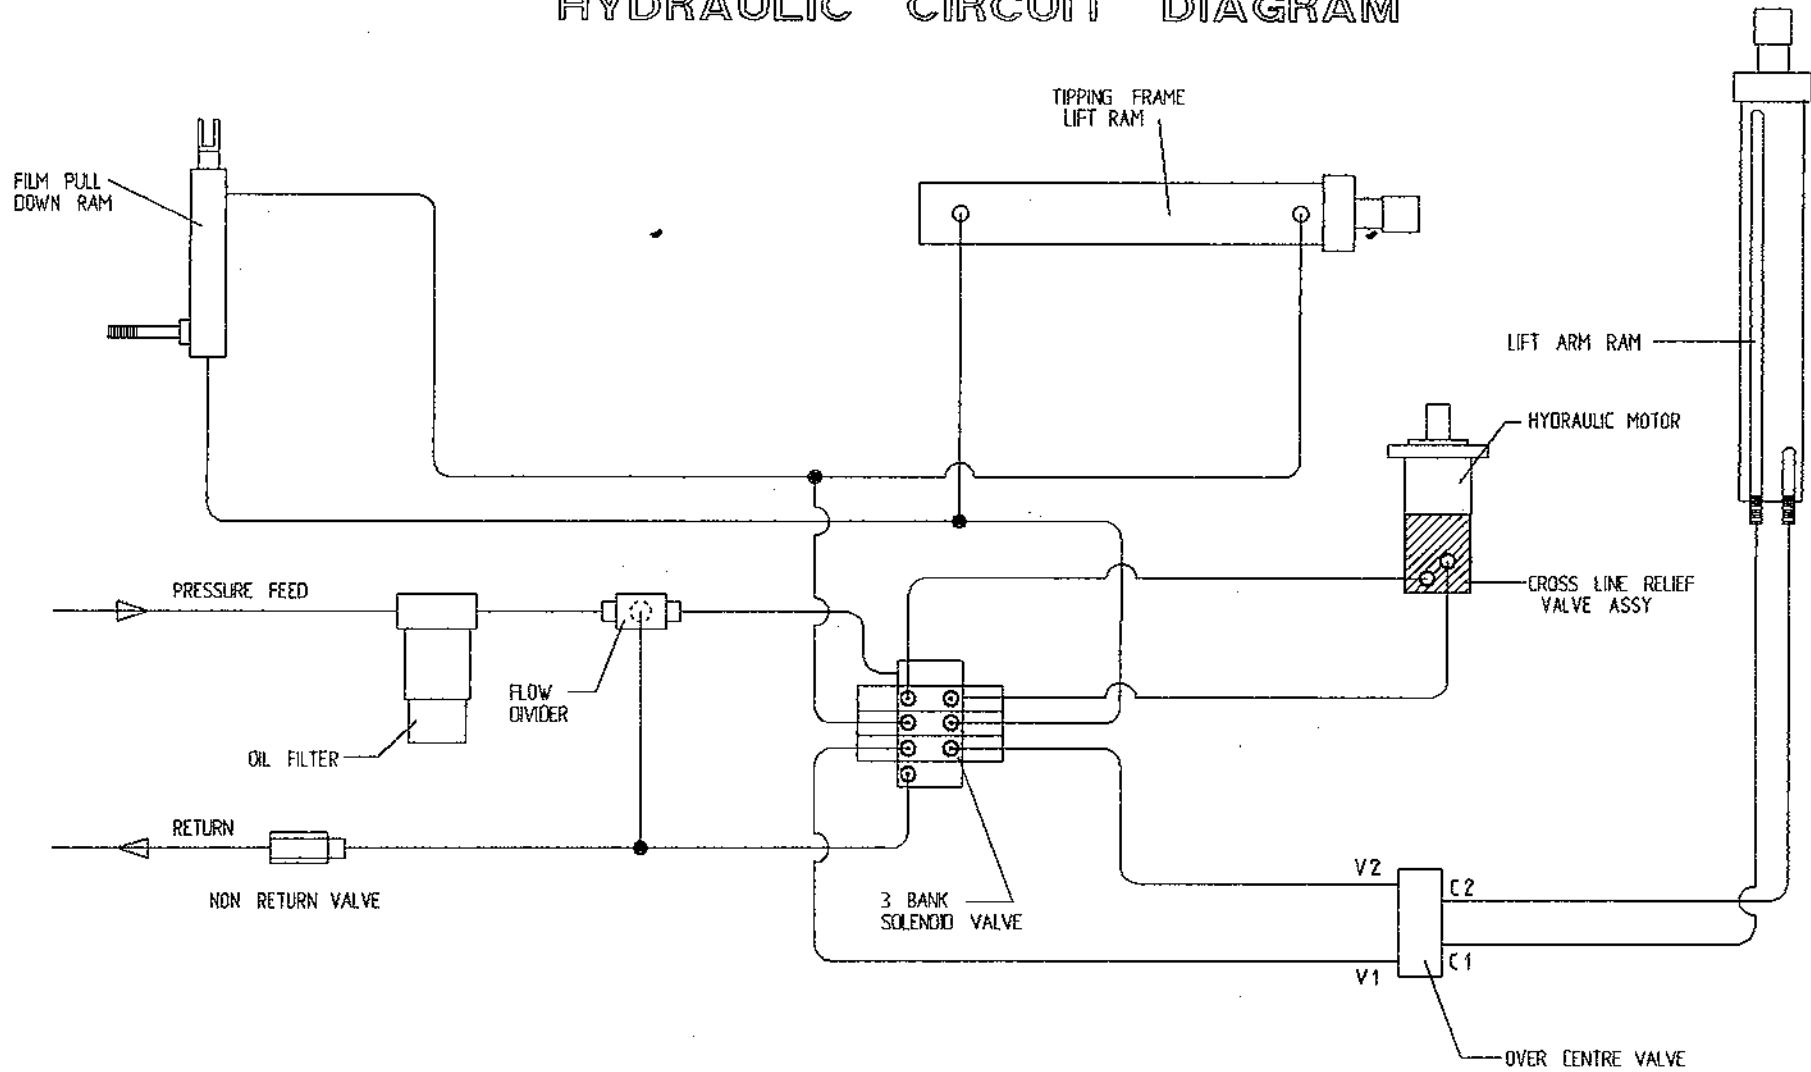 HYDRAULIC CIRCUIT DIAGRAM
TIPPING FRAME
LIFT RAM
FILM PULL
DOWN RAM
LIFT ARM RAM
HYDRAULIC MOTOR
PRESSURE FEED
CROSS LINE RELIEF
VALVE ASSY
FLOW
DIVIDER
OIL FILTER
RETURN
NON RETURN VALVE
3 BANK
SOLENOID VALVE
V2
C2
V1
C1
OVER CENTRE VALVE